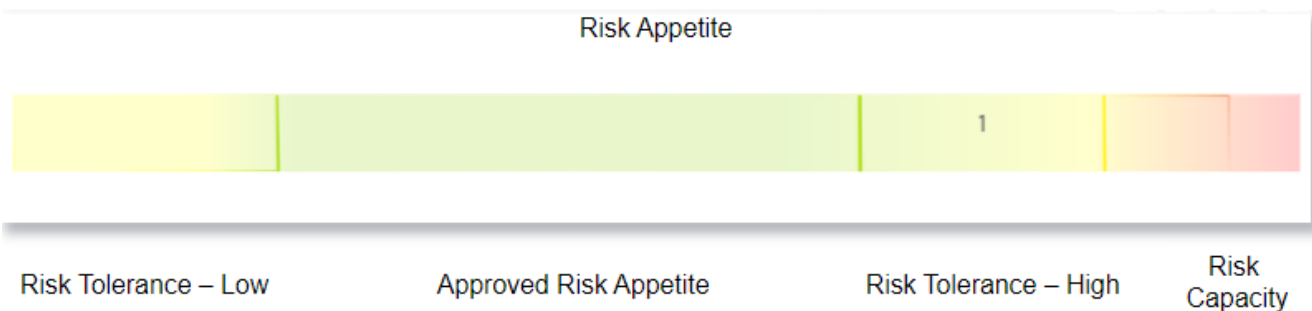 Risk Appetite
1
Risk Tolerance – Low
Approved Risk Appetite
Risk Tolerance – High
Risk
Capacity